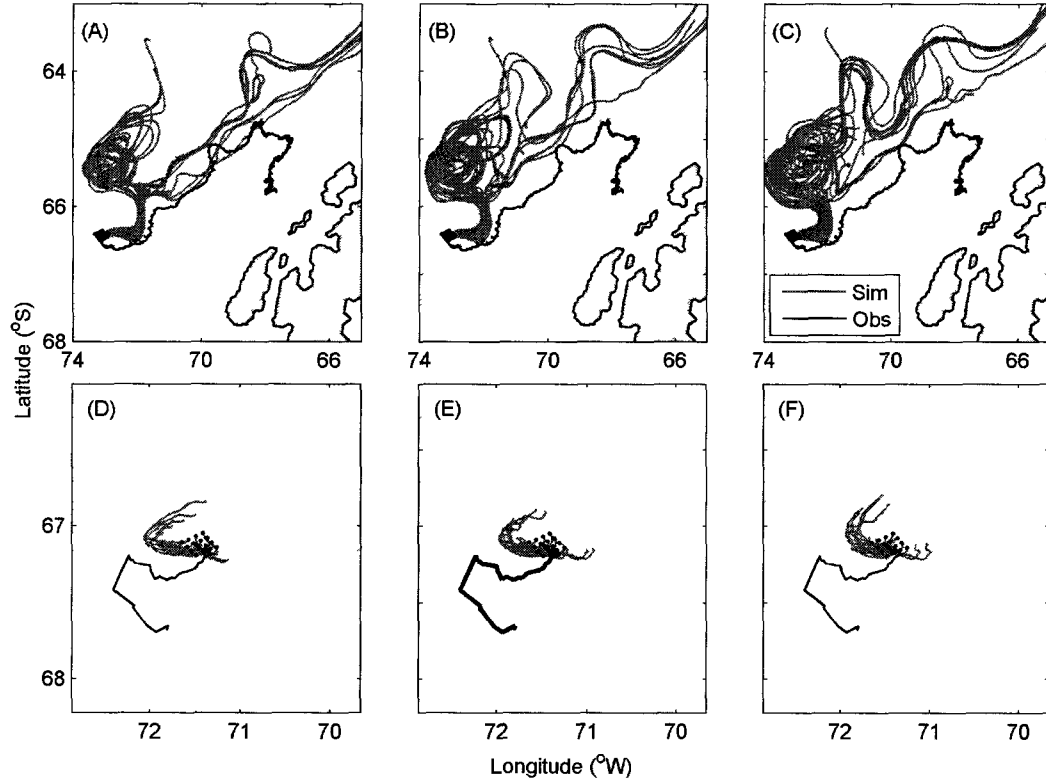 (A) (B) (C)
64
66
68
74 70 66 74 70 66 74 70 66
Sim
Obs
Latitude (°S)
(D) (E) (F)
67
68
72 71 70 72 71 70 72 71 70
Longitude (°W)